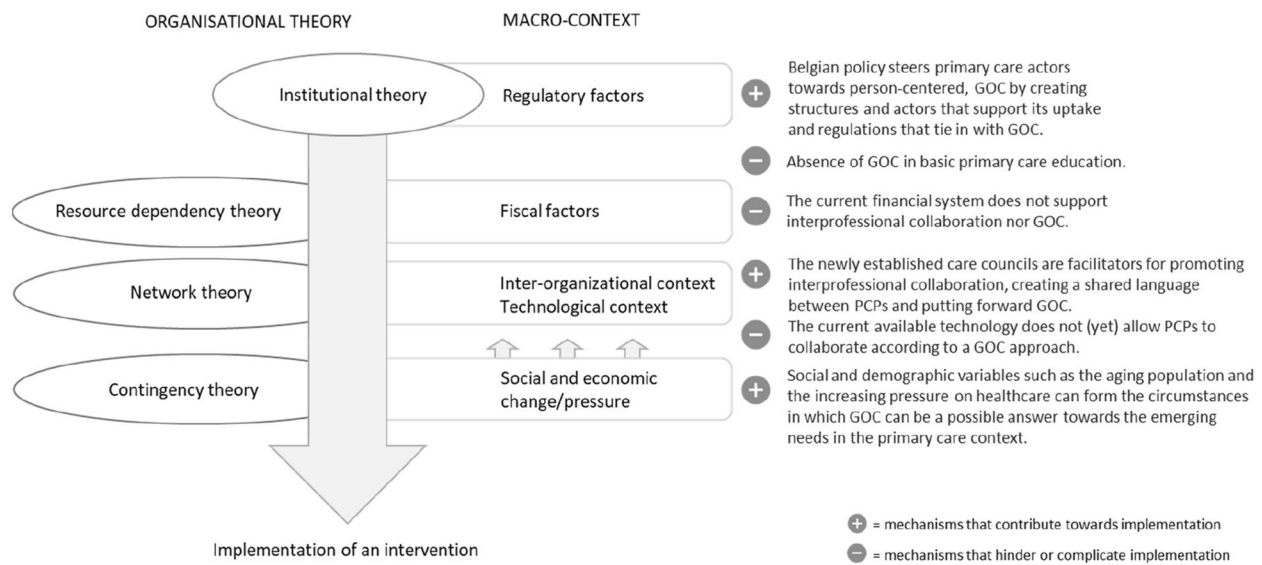 ORGANISATIONAL THEORY
MACRO-CONTEXT
Institutional theory
Regulatory factors
+
Belgian policy steers primary care actors
towards person-centered, GOC by creating
structures and actors that support its uptake
and regulations that tie in with GOC.
−
Absence of GOC in basic primary care education.
Resource dependency theory
Fiscal factors
−
The current financial system does not support
interprofessional collaboration nor GOC.
Network theory
Inter-organizational context
Technological context
+
The newly established care councils are facilitators for promoting
interprofessional collaboration, creating a shared language
between PCPs and putting forward GOC.
−
The current available technology does not (yet) allow PCPs to
collaborate according to a GOC approach.
Contingency theory
Social and economic
change/pressure
+
Social and demographic variables such as the aging population and
the increasing pressure on healthcare can form the circumstances
in which GOC can be a possible answer towards the emerging
needs in the primary care context.
Implementation of an intervention
+ = mechanisms that contribute towards implementation
− = mechanisms that hinder or complicate implementation